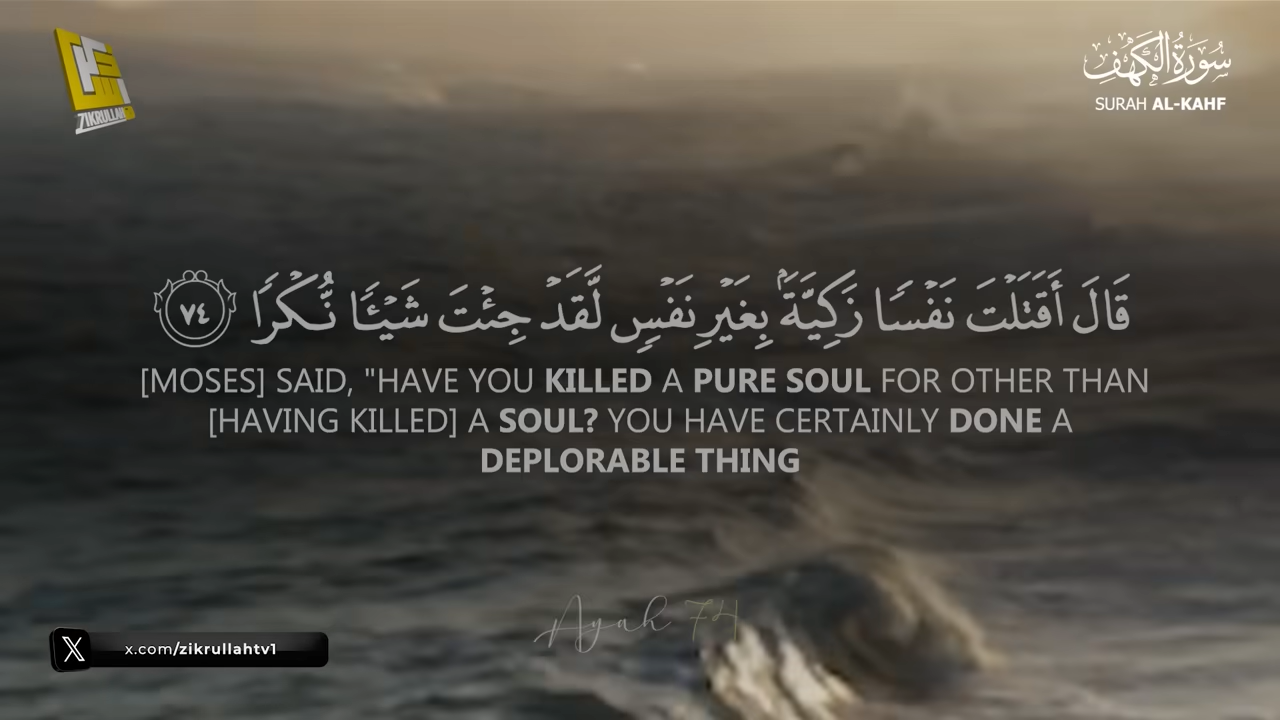 ZIKRULLAH
سُورَةُ الكَهْفِ
SURAH AL-KAHF
قَالَ أَقَتَلْتَ نَفْسًا زَكِيَّةًۢ بِغَيْرِ نَفْسٍ لَّقَدْ جِئْتَ شَيْـًٔا نُّكْرًا ٧٤
[MOSES] SAID, "HAVE YOU KILLED A PURE SOUL FOR OTHER THAN
[HAVING KILLED] A SOUL? YOU HAVE CERTAINLY DONE A
DEPLORABLE THING
Ayah 74
x.com/zikrullahtv1